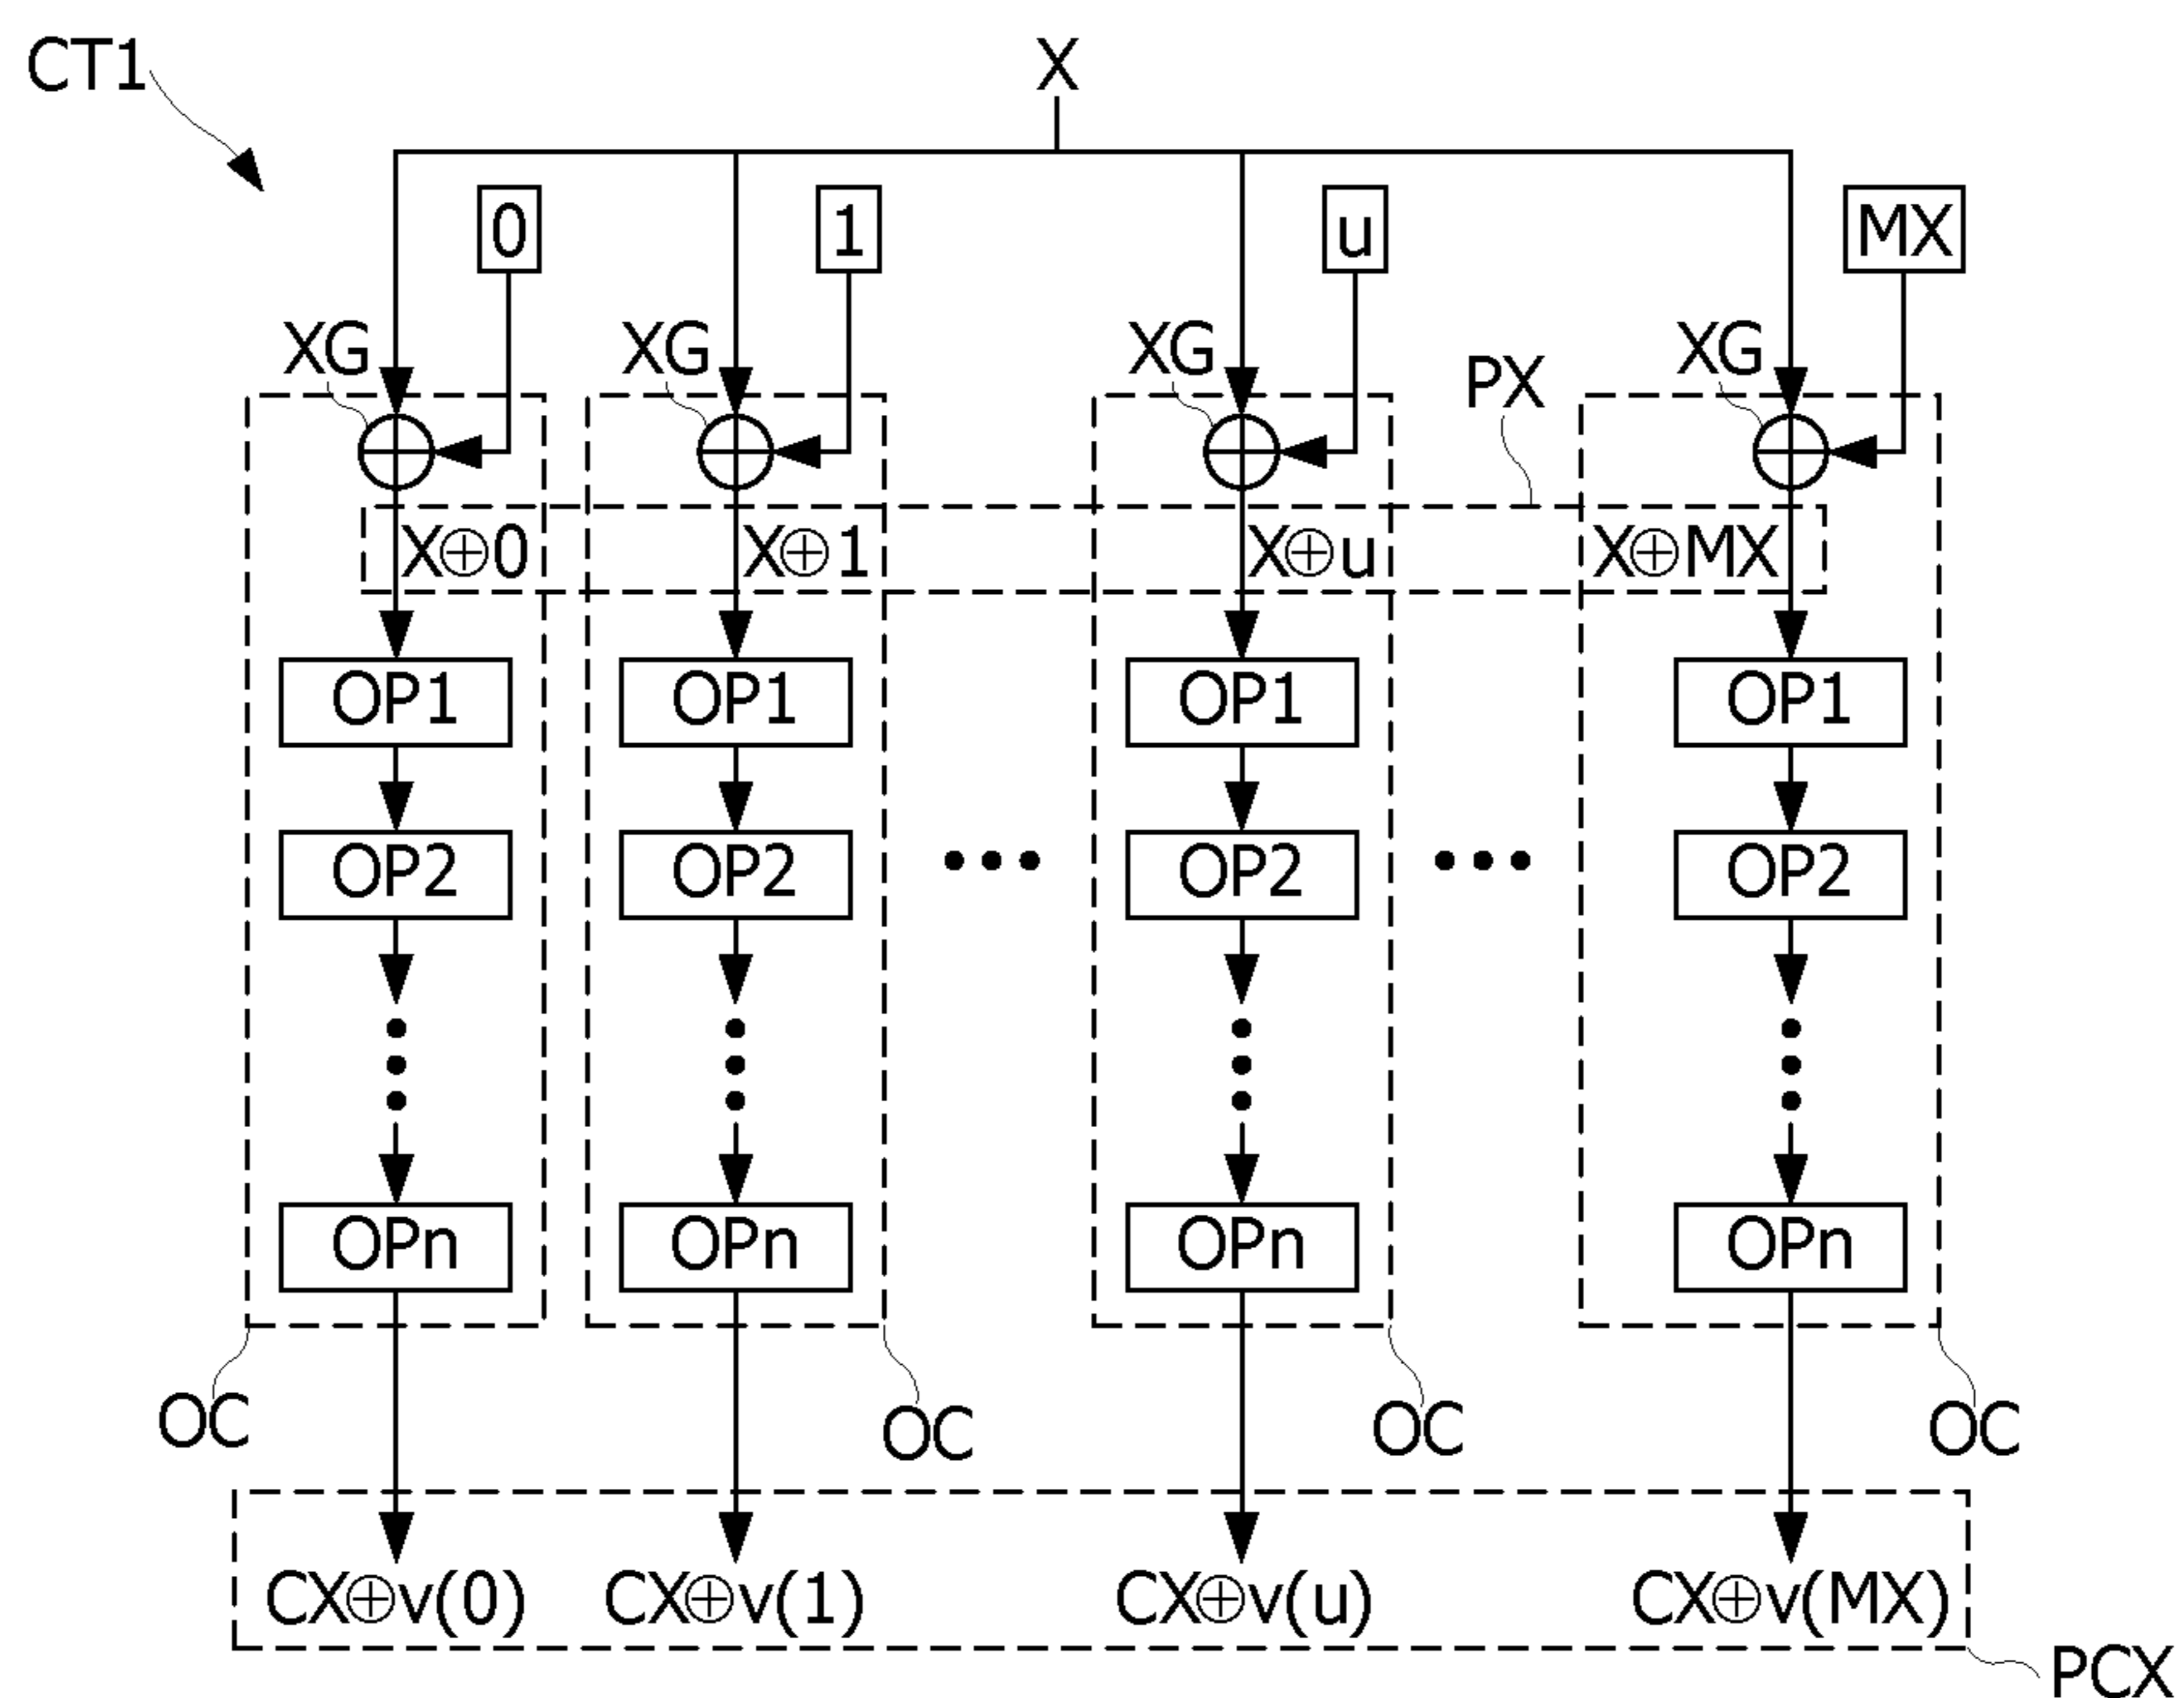 CT1 X
0 1 u MX
XG XG XG PX XG
X⊕0 X⊕1 X⊕u X⊕MX
OP1 OP1 OP1 OP1
OP2 OP2 ••• OP2 ••• OP2
OPn OPn OPn OPn
OC OC OC OC
CX⊕v(0) CX⊕v(1) CX⊕v(u) CX⊕v(MX)
PCX